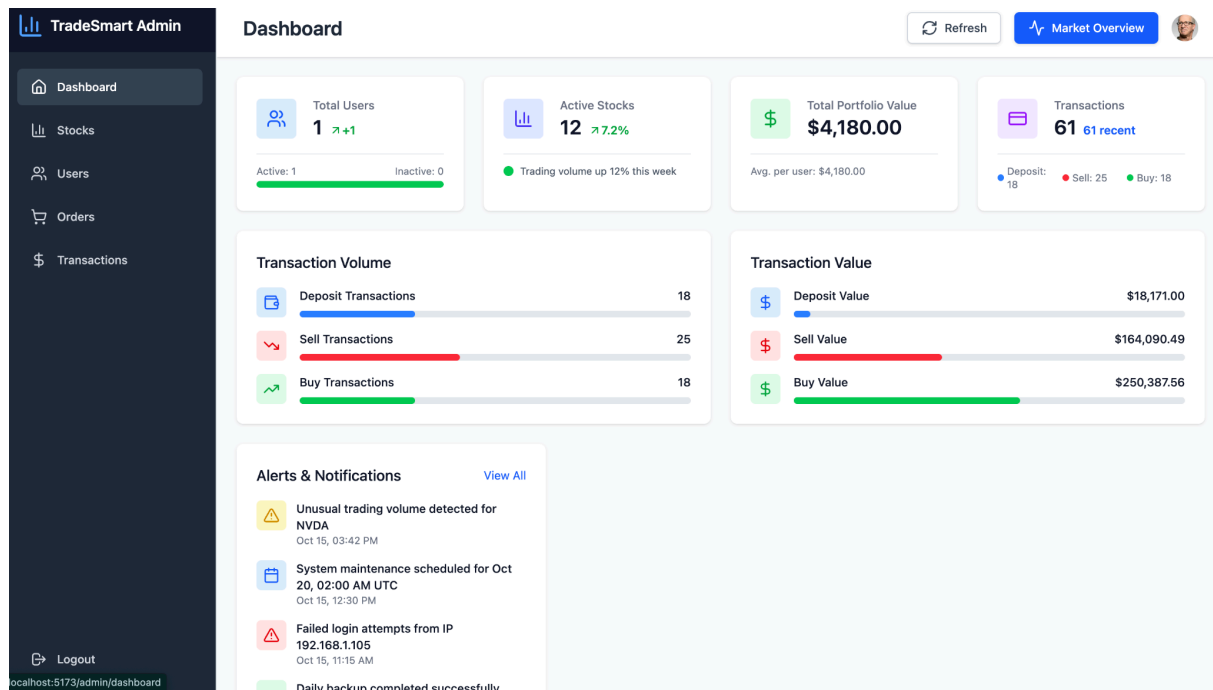 TradeSmart Admin
Dashboard
Refresh
Market Overview
Dashboard
Stocks
Users
Orders
Transactions
Logout
localhost:5173/admin/dashboard
Total Users
1 +1
Active: 1 Inactive: 0
Active Stocks
12 7.2%
Trading volume up 12% this week
Total Portfolio Value
$4,180.00
Avg. per user: $4,180.00
Transactions
61 61 recent
Deposit:
18
Sell: 25
Buy: 18
Transaction Volume
Deposit Transactions 18
Sell Transactions 25
Buy Transactions 18
Transaction Value
Deposit Value $18,171.00
Sell Value $164,090.49
Buy Value $250,387.56
Alerts & Notifications View All
Unusual trading volume detected for
NVDA
Oct 15, 03:42 PM
System maintenance scheduled for Oct
20, 02:00 AM UTC
Oct 15, 12:30 PM
Failed login attempts from IP
192.168.1.105
Oct 15, 11:15 AM
Daily backup completed successfully